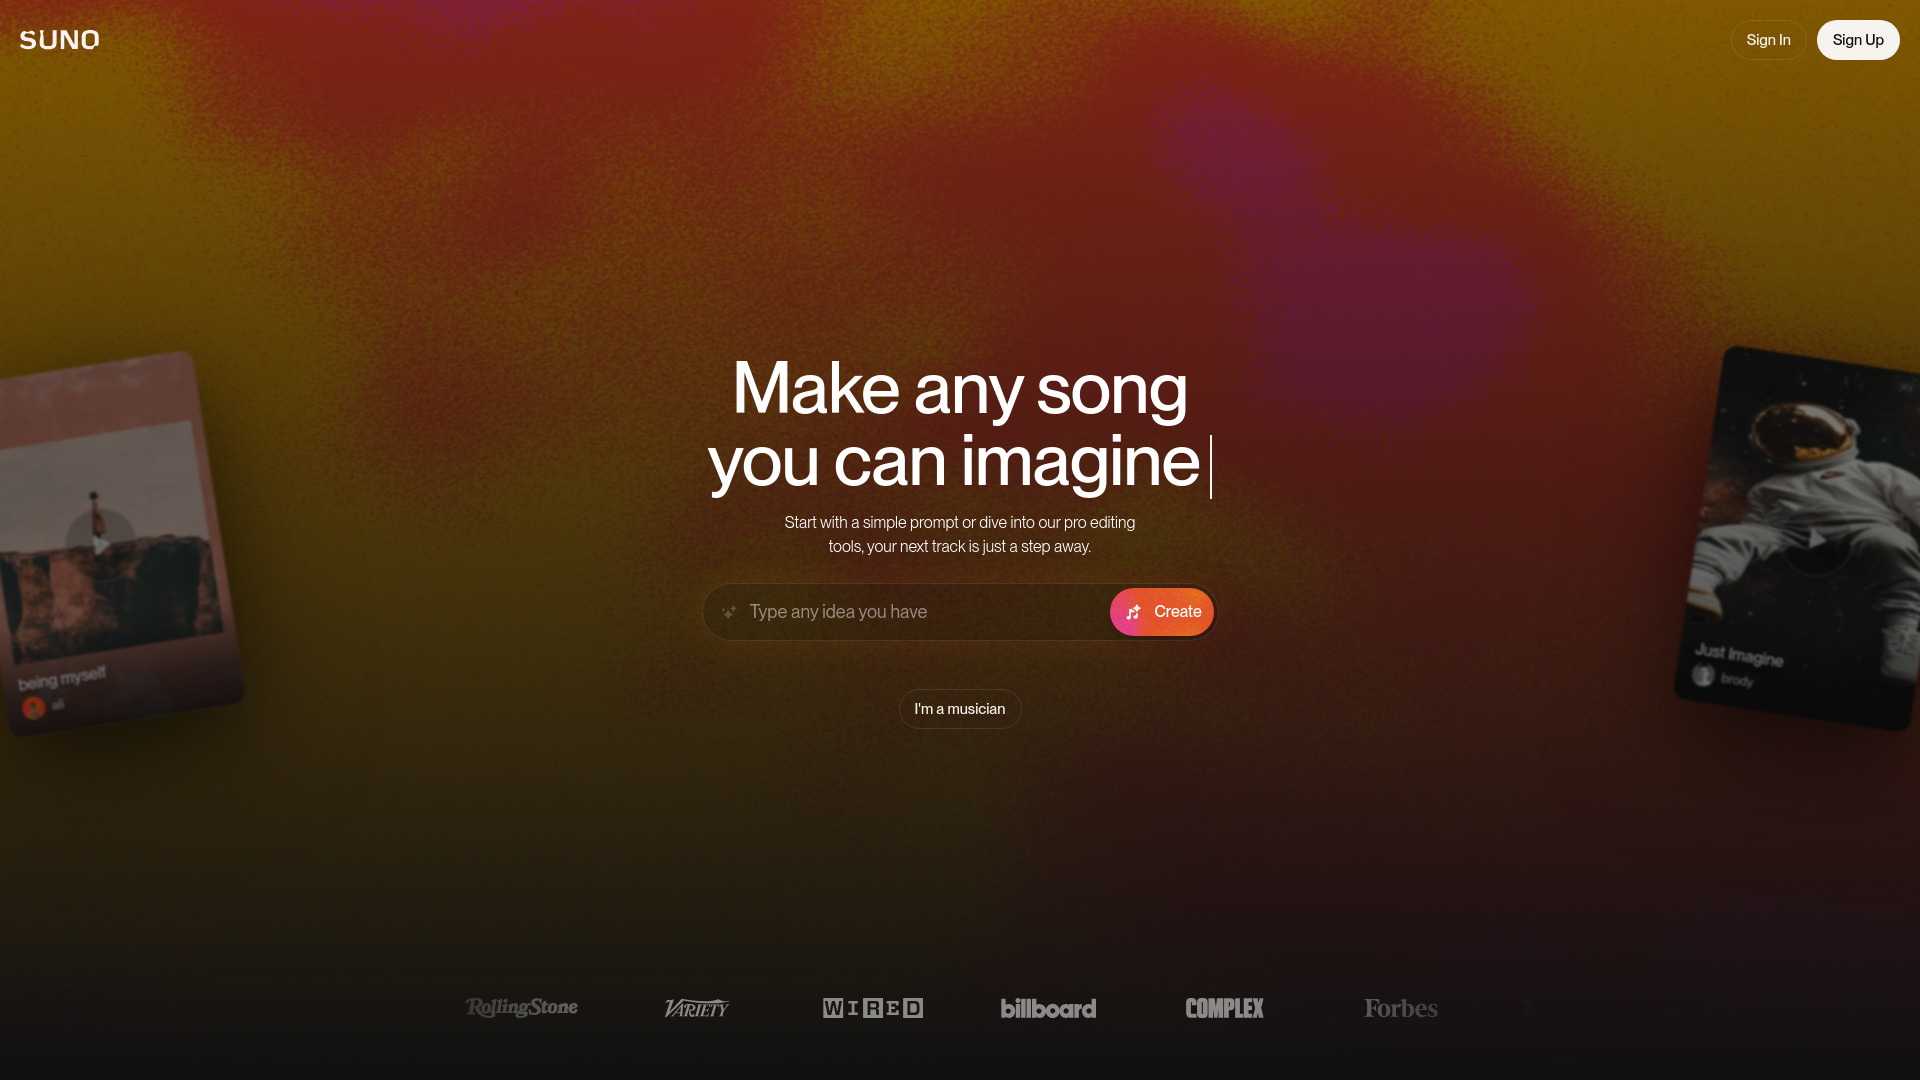 SUNO
Sign In
Sign Up
Make any song
you can imagine
Start with a simple prompt or dive into our pro editing
tools, your next track is just a step away.
Type any idea you have
Create
I'm a musician
being myself
ali
Just Imagine
brody
RollingStone
VARIETY
WIRED
billboard
COMPLEX
Forbes